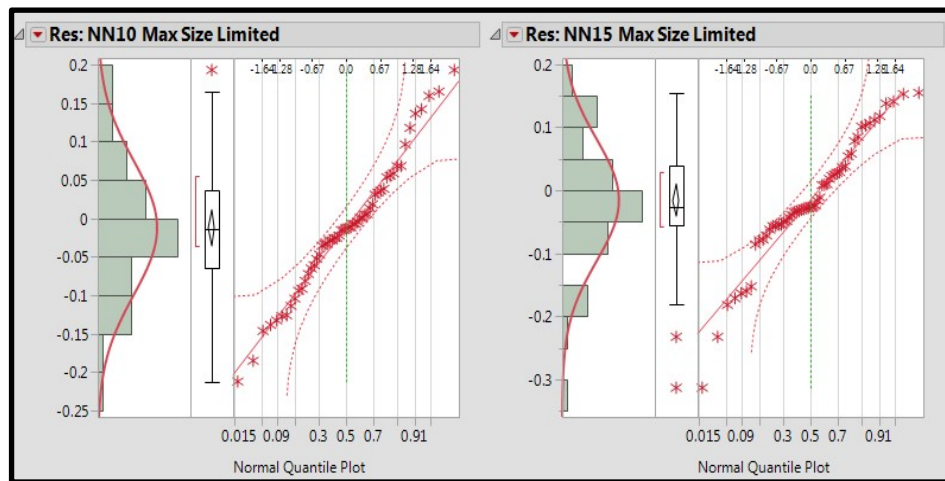 Res: NN10 Max Size Limited
-1.64 -1.28 -0.67 0.0 0.67 1.28 1.64
0.2
0.15
0.1
0.05
0
-0.05
-0.1
-0.15
-0.2
-0.25
0.015 0.09 0.3 0.5 0.7 0.91
Normal Quantile Plot
Res: NN15 Max Size Limited
-1.64 -1.28 -0.67 0.0 0.67 1.28 1.64
0.2
0.1
0
-0.1
-0.2
-0.3
0.015 0.09 0.3 0.5 0.7 0.91
Normal Quantile Plot